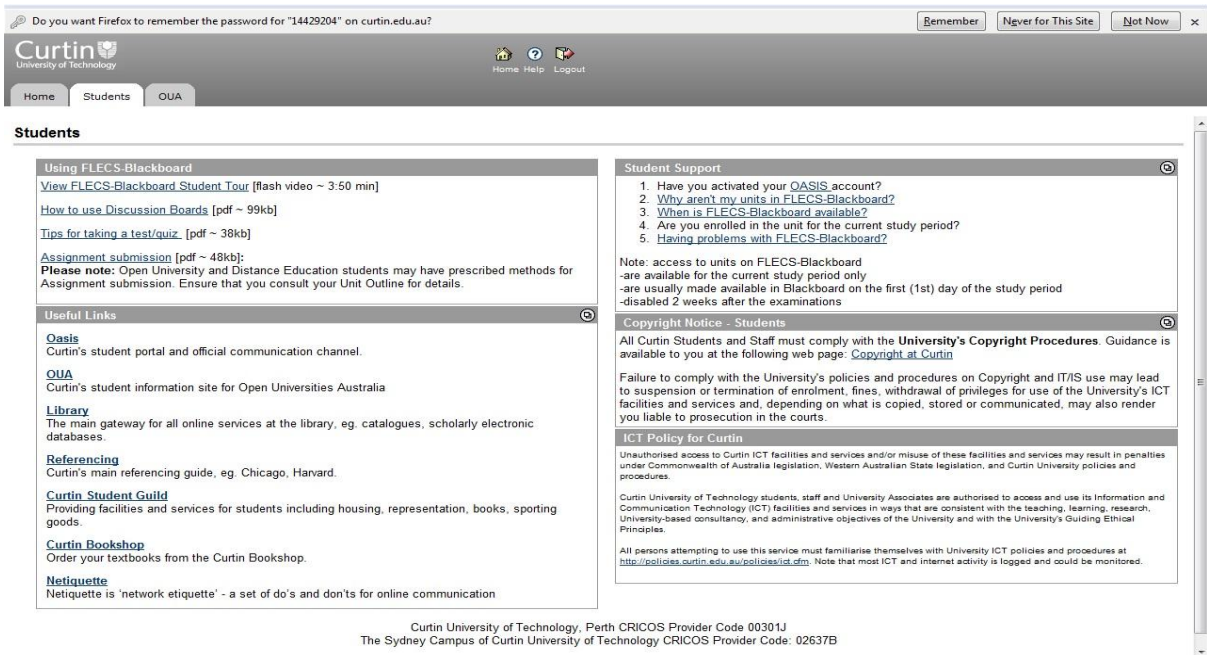 Do you want Firefox to remember the password for "14429204" on curtin.edu.au?
Remember
Never for This Site
Not Now
x
Curtin
University of Technology
Home
Help
Logout
Home
Students
OUA
Students
Using FLECS-Blackboard
View FLECS-Blackboard Student Tour [flash video ~ 3:50 min]
How to use Discussion Boards [pdf ~ 99kb]
Tips for taking a test/quiz [pdf ~ 38kb]
Assignment submission [pdf ~ 48kb]:
Please note: Open University and Distance Education students may have prescribed methods for
Assignment submission. Ensure that you consult your Unit Outline for details.
Useful Links
Oasis
Curtin's student portal and official communication channel.
OUA
Curtin's student information site for Open Universities Australia
Library
The main gateway for all online services at the library, eg. catalogues, scholarly electronic
databases.
Referencing
Curtin's main referencing guide, eg. Chicago, Harvard.
Curtin Student Guild
Providing facilities and services for students including housing, representation, books, sporting
goods.
Curtin Bookshop
Order your textbooks from the Curtin Bookshop.
Netiquette
Netiquette is 'network etiquette' - a set of do's and don'ts for online communication
Student Support
1. Have you activated your OASIS account?
2. Why aren't my units in FLECS-Blackboard?
3. When is FLECS-Blackboard available?
4. Are you enrolled in the unit for the current study period?
5. Having problems with FLECS-Blackboard?
Note: access to units on FLECS-Blackboard
-are available for the current study period only
-are usually made available in Blackboard on the first (1st) day of the study period
-disabled 2 weeks after the examinations
Copyright Notice - Students
All Curtin Students and Staff must comply with the University's Copyright Procedures. Guidance is
available to you at the following web page: Copyright at Curtin
Failure to comply with the University's policies and procedures on Copyright and IT/IS use may lead
to suspension or termination of enrolment, fines, withdrawal of privileges for use of the University's ICT
facilities and services and, depending on what is copied, stored or communicated, may also render
you liable to prosecution in the courts.
ICT Policy for Curtin
Unauthorised access to Curtin ICT facilities and services and/or misuse of these facilities and services may result in penalties
under Commonwealth of Australia legislation, Western Australian State legislation, and Curtin University policies and
procedures.
Curtin University of Technology students, staff and University Associates are authorised to access and use its Information and
Communication Technology (ICT) facilities and services in ways that are consistent with the teaching, learning, research,
University-based consultancy, and administrative objectives of the University and with the University's Guiding Ethical
Principles.
All persons attempting to use this service must familiarise themselves with University ICT policies and procedures at
http://policies.curtin.edu.au/policies/ict.cfm. Note that most ICT and internet activity is logged and could be monitored.
Curtin University of Technology, Perth CRICOS Provider Code 00301J
The Sydney Campus of Curtin University of Technology CRICOS Provider Code: 02637B